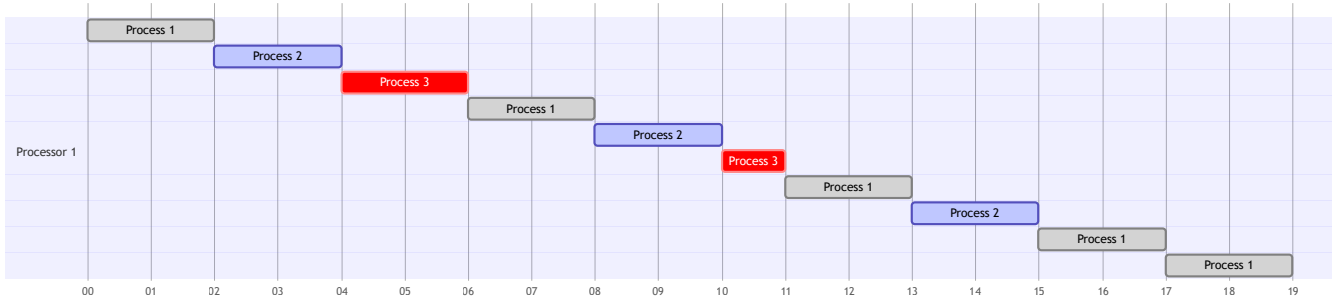 Process 1
Process 2
Process 3
Process 1
Process 2
Processor 1
Process 3
Process 1
Process 2
Process 1
Process 1
00 01 02 03 04 05 06 07 08 09 10 11 12 13 14 15 16 17 18 19